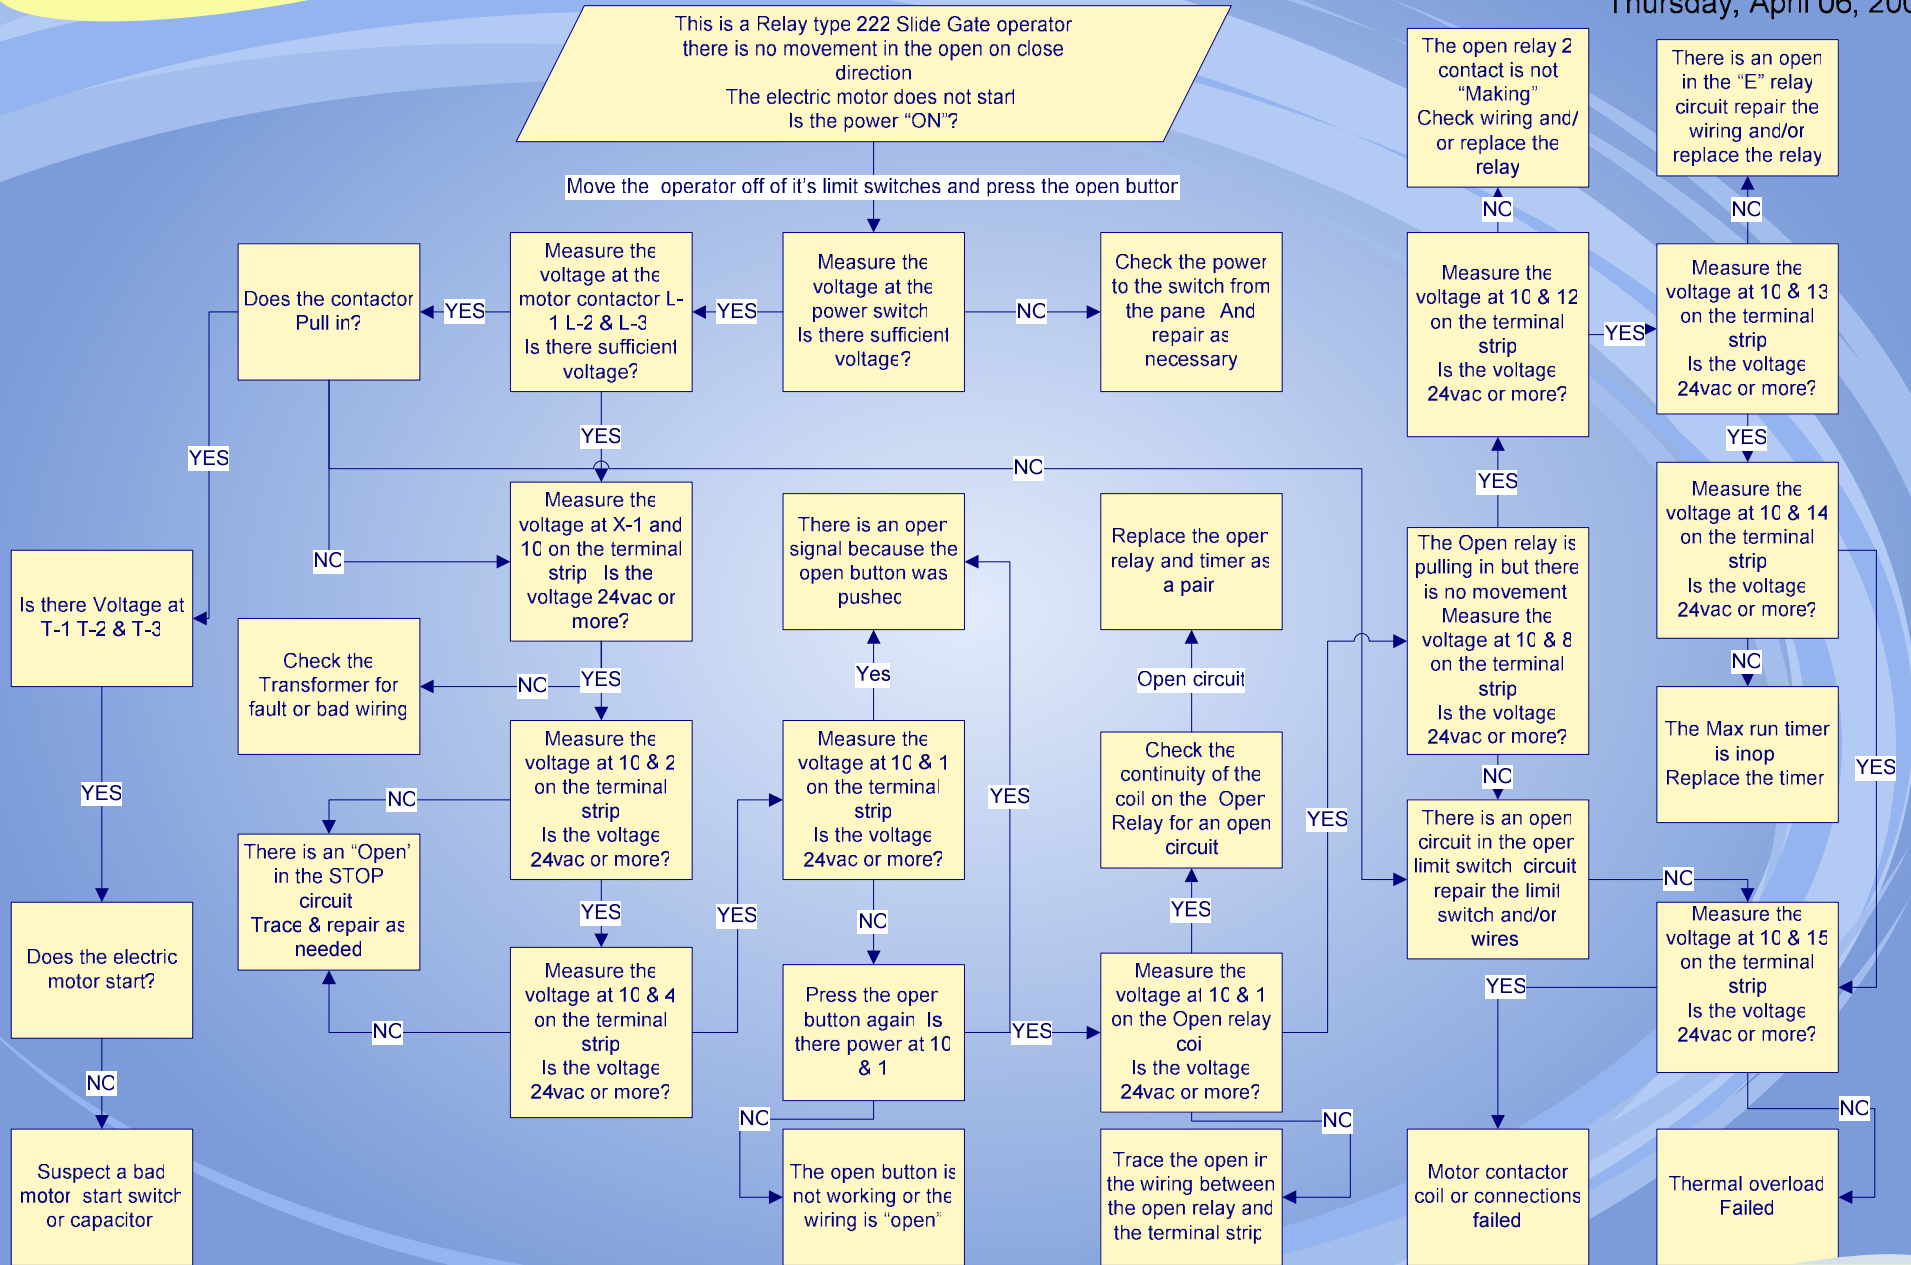 Thursday, April 06, 200
This is a Relay type 222 Slide Gate operator
there is no movement in the open on close
direction
The electric motor does not start
Is the power “ON”?
Move the operator off of it’s limit switches and press the open button
Does the contactor
Pull in?
YES
Measure the
voltage at the
motor contactor L-
1 L-2 & L-3
Is there sufficient
voltage?
YES
Measure the
voltage at the
power switch
Is there sufficient
voltage?
NO
Check the power
to the switch from
the pane And
repair as
necessary
The open relay 2
contact is not
“Making”
Check wiring and/
or replace the
relay
NO
There is an open
in the “E” relay
circuit repair the
wiring and/or
replace the relay
NO
Measure the
voltage at 10 & 12
on the terminal
strip
Is the voltage
24vac or more?
YES
Measure the
voltage at 10 & 13
on the terminal
strip
Is the voltage
24vac or more?
YES
YES
YES
NO
NO
YES
Measure the
voltage at X-1 and
10 on the terminal
strip Is the
voltage 24vac or
more?
There is an open
signal because the
open button was
pushed
Replace the open
relay and timer as
a pair
The Open relay is
pulling in but there
is no movement
Measure the
voltage at 10 & 8
on the terminal
strip
Is the voltage
24vac or more?
Measure the
voltage at 10 & 14
on the terminal
strip
Is the voltage
24vac or more?
Is there Voltage at
T-1 T-2 & T-3
Check the
Transformer for
fault or bad wiring
NO
YES
Yes
Open circuit
NO
YES
Measure the
voltage at 10 & 2
on the terminal
strip
Is the voltage
24vac or more?
Measure the
voltage at 10 & 1
on the terminal
strip
Is the voltage
24vac or more?
Check the
continuity of the
coil on the Open
Relay for an open
circuit
NO
The Max run timer
is inop
Replace the timer
YES
NO
YES
YES
There is an “Open’
in the STOP
circuit
Trace & repair as
needed
YES
YES
NO
YES
There is an open
circuit in the open
limit switch circuit
repair the limit
switch and/or
wires
NO
Measure the
voltage at 10 & 15
on the terminal
strip
Is the voltage
24vac or more?
Does the electric
motor start?
NO
Measure the
voltage at 10 & 4
on the terminal
strip
Is the voltage
24vac or more?
Press the open
button again Is
there power at 10
& 1
YES
Measure the
voltage at 10 & 1
on the Open relay
coi
Is the voltage
24vac or more?
YES
NO
NO
NO
NO
Suspect a bad
motor start switch
or capacitor
The open button is
not working or the
wiring is “open”
Trace the open in
the wiring between
the open relay and
the terminal strip
Motor contactor
coil or connections
failed
Thermal overload
Failed